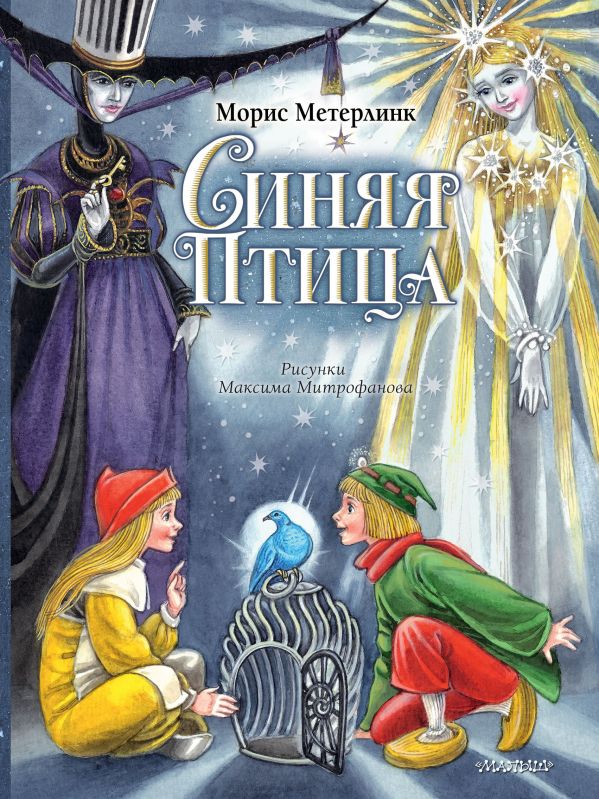 Морис Метерлинк
Синяя
Птица
Рисунки
Максима Митрофанова
«МАЛЫШ»